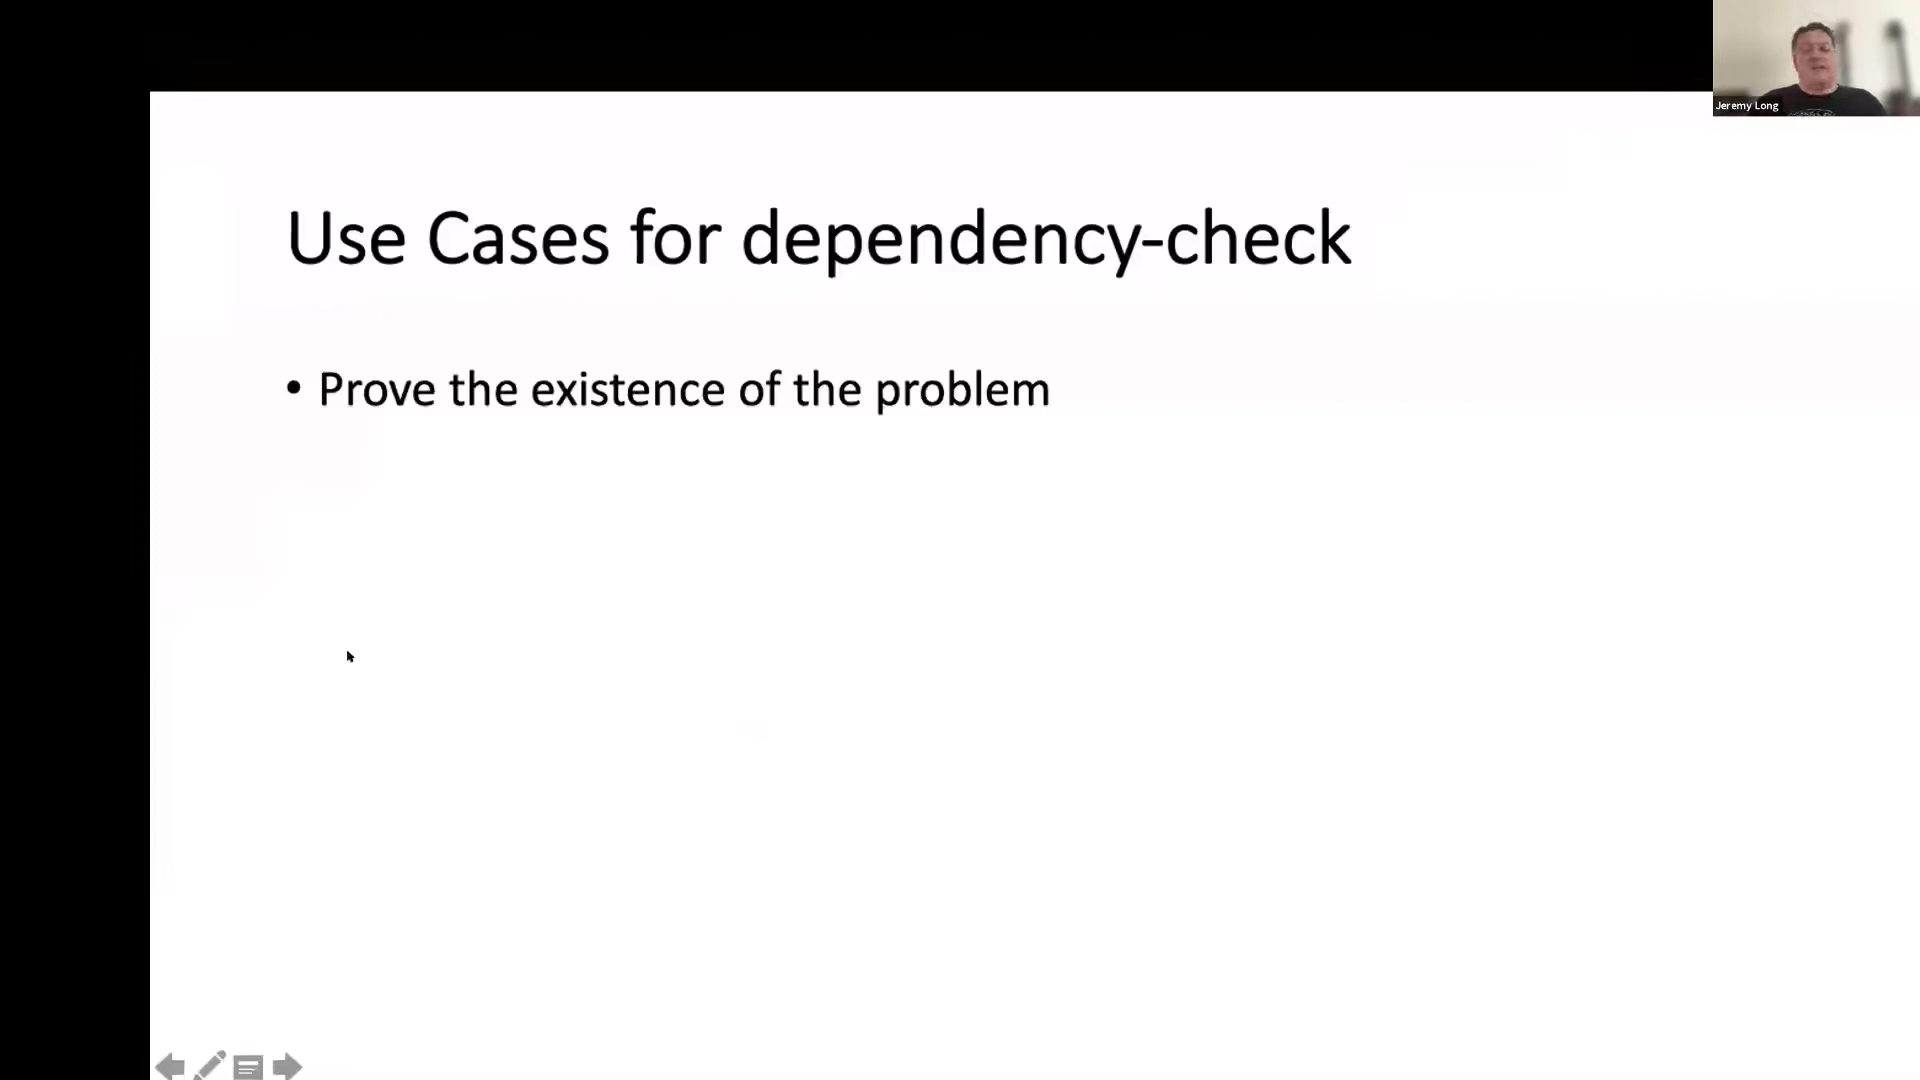 Jeremy Long
Use Cases for dependency-check
• Prove the existence of the problem